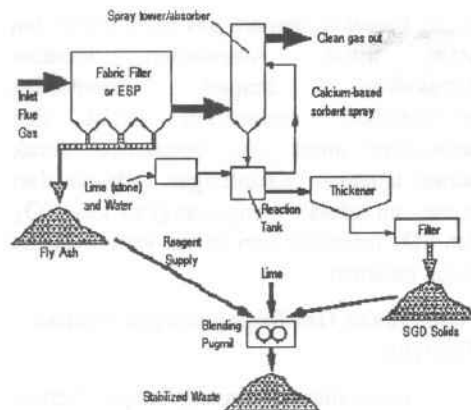 Spray tower/absorber
Clean gas out
Fabric Filter
or ESP
Inlet
Flue
Gas
Calcium-based
sorbent spray
Lime (stone)
and Water
Reaction
Tank
Thickener
Filter
Fly Ash
Reagent
Supply
Lime
Blending
Pugmil
SGD Solids
Stabilized Waste